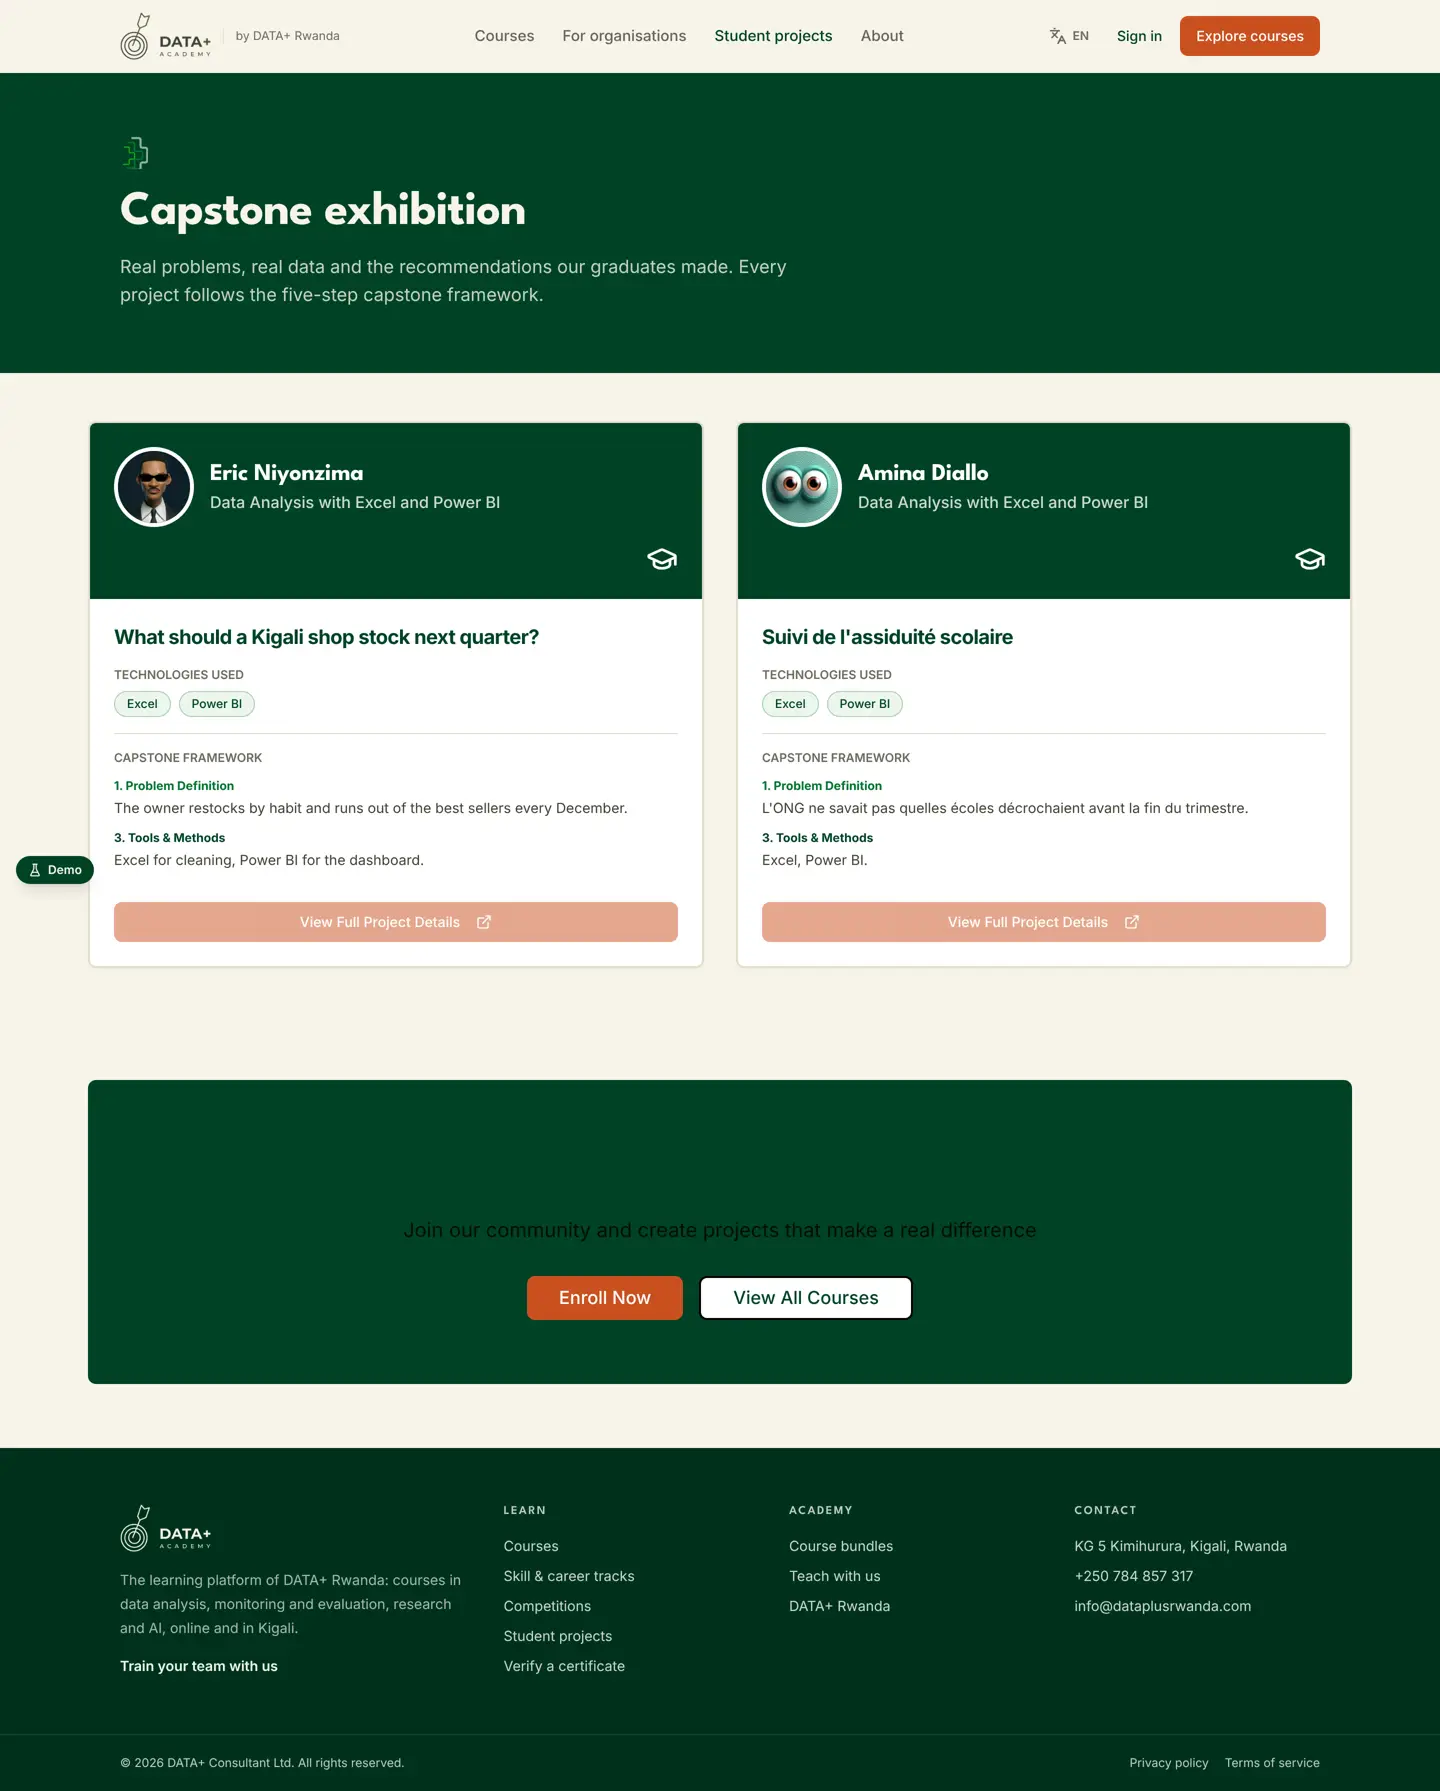 DATA+
ACADEMY
by DATA+ Rwanda
Courses
For organisations
Student projects
About
EN
Sign in
Explore courses
Capstone exhibition
Real problems, real data and the recommendations our graduates made. Every
project follows the five-step capstone framework.
Eric Niyonzima
Data Analysis with Excel and Power BI
What should a Kigali shop stock next quarter?
TECHNOLOGIES USED
Excel
Power BI
CAPSTONE FRAMEWORK
1. Problem Definition
The owner restocks by habit and runs out of the best sellers every December.
3. Tools & Methods
Excel for cleaning, Power BI for the dashboard.
View Full Project Details
Amina Diallo
Data Analysis with Excel and Power BI
Suivi de l'assiduité scolaire
TECHNOLOGIES USED
Excel
Power BI
CAPSTONE FRAMEWORK
1. Problem Definition
L'ONG ne savait pas quelles écoles décrochaient avant la fin du trimestre.
3. Tools & Methods
Excel, Power BI.
View Full Project Details
Demo
Join our community and create projects that make a real difference
Enroll Now
View All Courses
DATA+
ACADEMY
The learning platform of DATA+ Rwanda: courses in
data analysis, monitoring and evaluation, research
and AI, online and in Kigali.
Train your team with us
LEARN
Courses
Skill & career tracks
Competitions
Student projects
Verify a certificate
ACADEMY
Course bundles
Teach with us
DATA+ Rwanda
CONTACT
KG 5 Kimihurura, Kigali, Rwanda
+250 784 857 317
info@dataplusrwanda.com
© 2026 DATA+ Consultant Ltd. All rights reserved.
Privacy policy
Terms of service